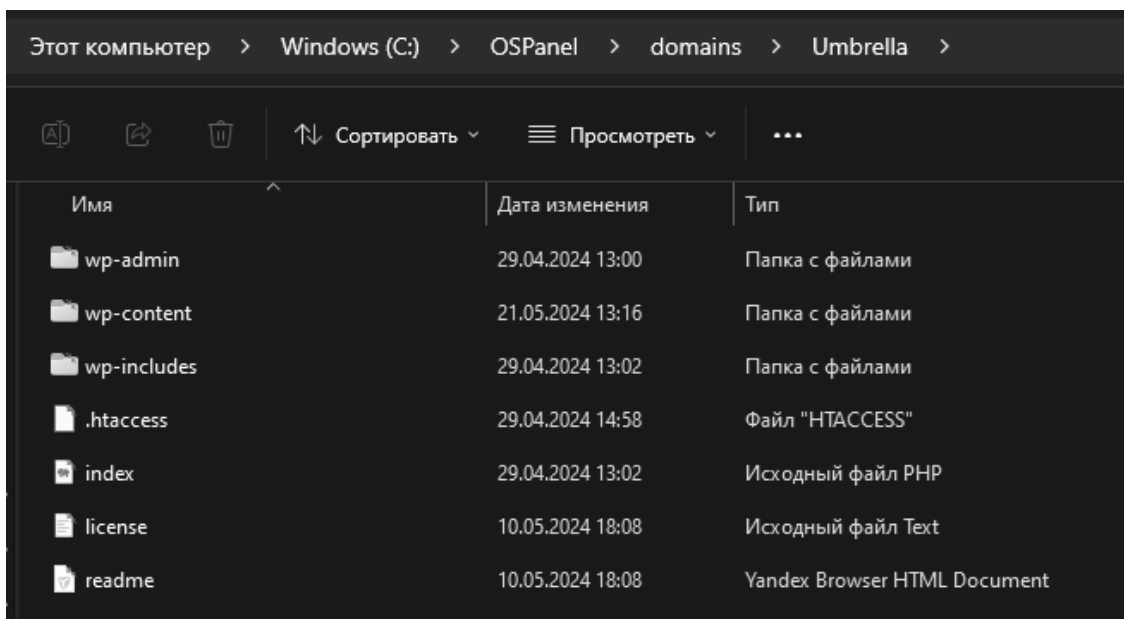 Этот компьютер > Windows (C:) > OSPanel > domains > Umbrella >
Сортировать Просмотреть •••
Имя Дата изменения Тип
wp-admin 29.04.2024 13:00 Папка с файлами
wp-content 21.05.2024 13:16 Папка с файлами
wp-includes 29.04.2024 13:02 Папка с файлами
.htaccess 29.04.2024 14:58 Файл "HTACCESS"
index 29.04.2024 13:02 Исходный файл PHP
license 10.05.2024 18:08 Исходный файл Text
readme 10.05.2024 18:08 Yandex Browser HTML Document